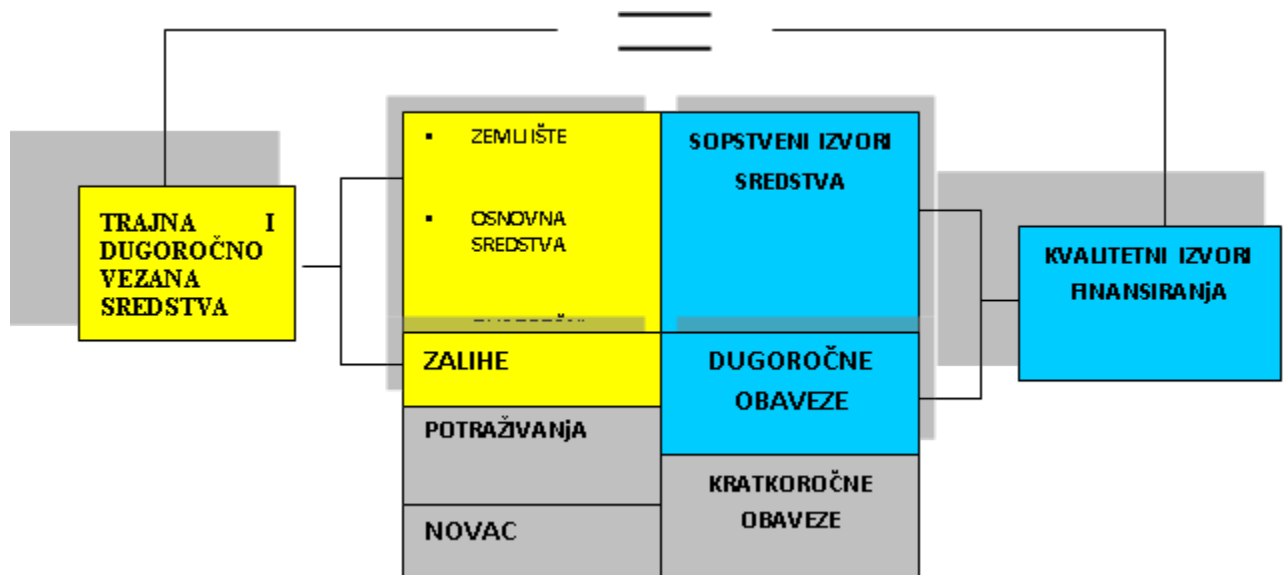 TRAJNA I
DUGOROČNO
VEZANA
SREDSTVA
▪ ZEMLJIŠTE
▪ OSNOVNA
SREDSTVA
ZALIHE
POTRAŽIVANjA
NOVAC
SOPSTVENI IZVORI
SREDSTVA
DUGOROČNE
OBAVEZE
KRATKOROČNE
OBAVEZE
KVALITETNI IZVORI
FINANSIRANjA